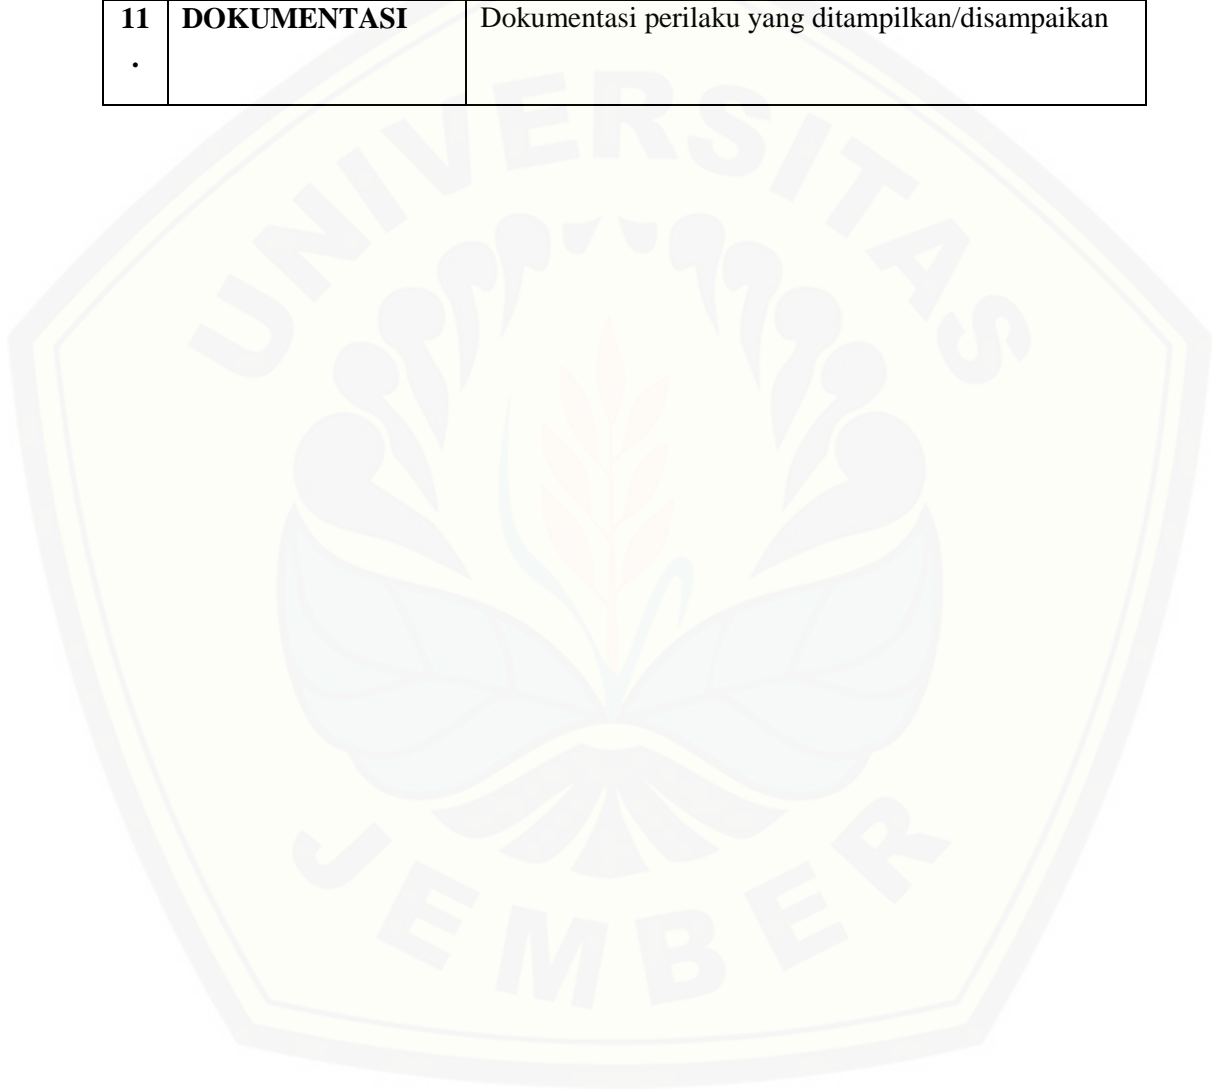 11 DOKUMENTASI Dokumentasi perilaku yang ditampilkan/disampaikan
.
UNIVERSITAS
JEMBER